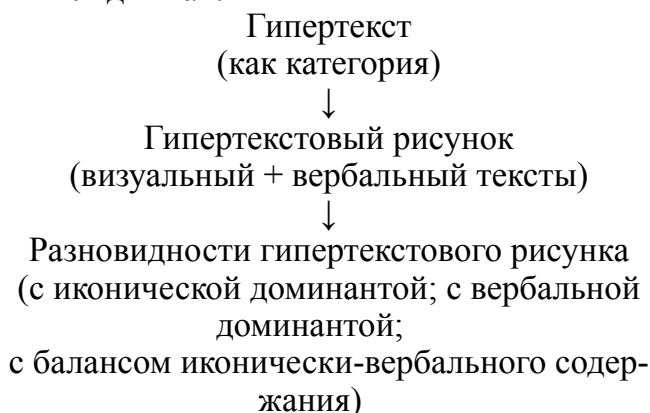 Гипертекст
(как категория)
↓
Гипертекстовый рисунок
(визуальный + вербальный тексты)
↓
Разновидности гипертекстового рисунка
(с иконической доминантой; с вербальной
доминантой;
с балансом иконически-вербального содер-
жания)